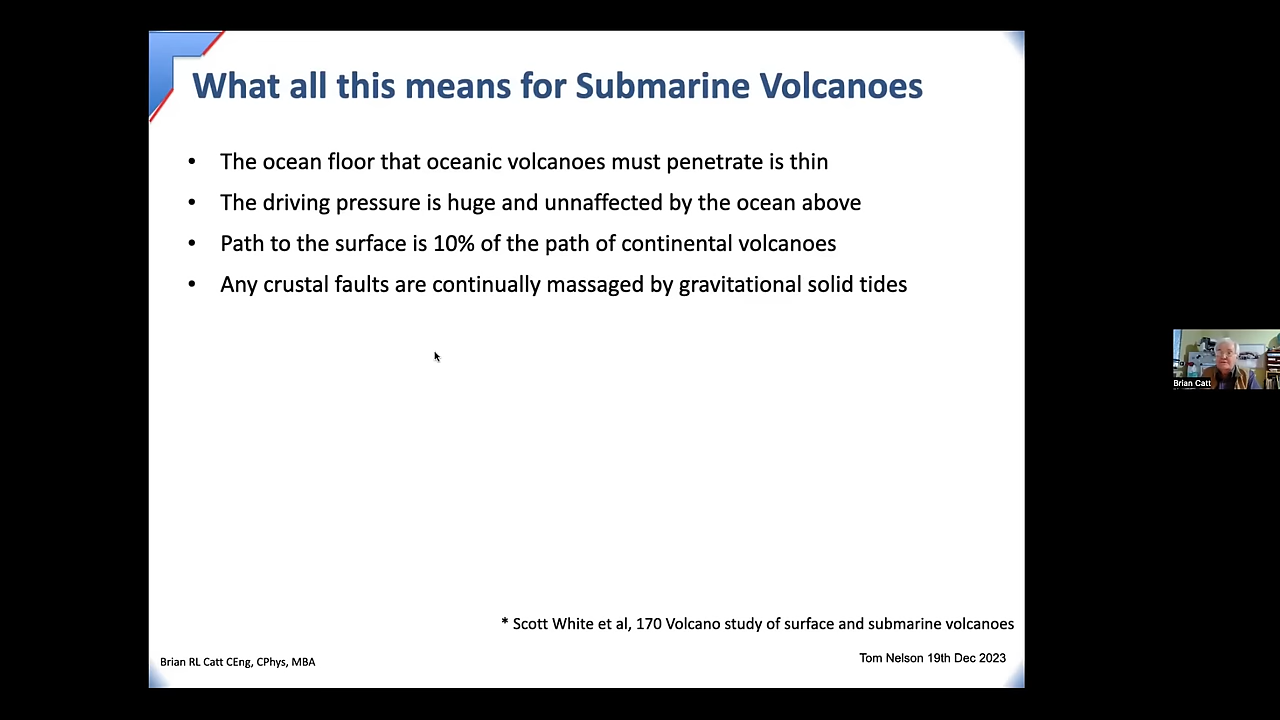 What all this means for Submarine Volcanoes
• The ocean floor that oceanic volcanoes must penetrate is thin
• The driving pressure is huge and unnaffected by the ocean above
• Path to the surface is 10% of the path of continental volcanoes
• Any crustal faults are continually massaged by gravitational solid tides
Brian Catt
* Scott White et al, 170 Volcano study of surface and submarine volcanoes
Brian RL Catt CEng, CPhys, MBA
Tom Nelson 19th Dec 2023